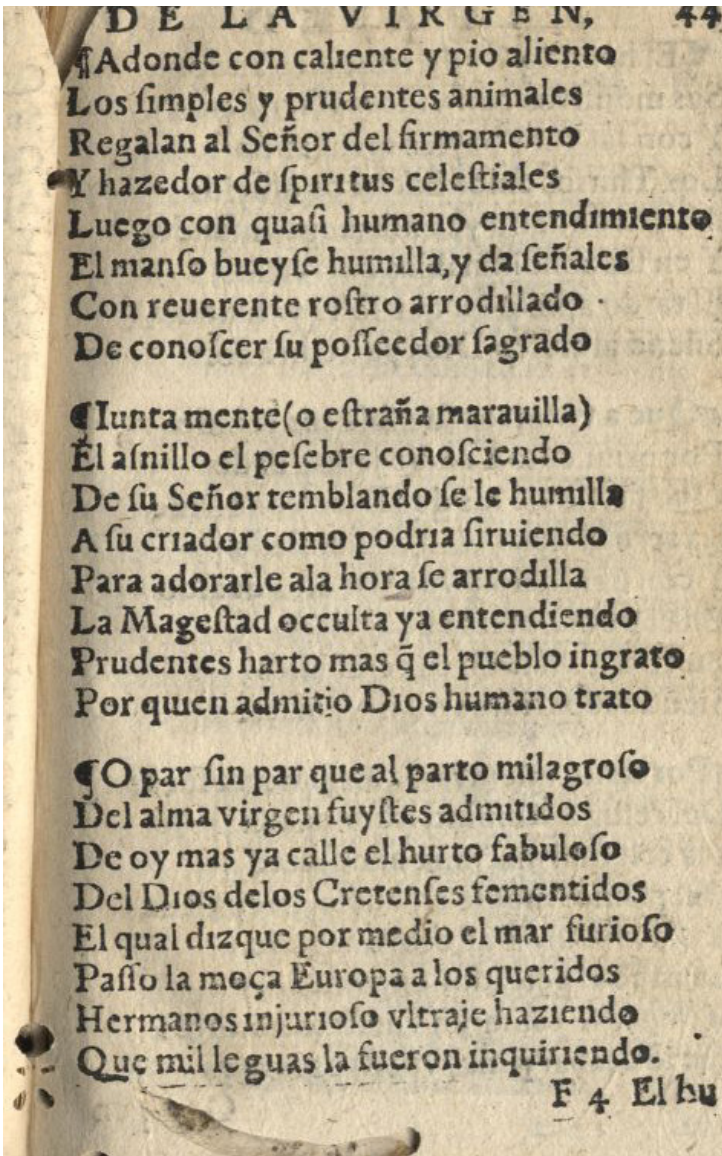 DE LA VIRGEN, 44
¶Adonde con caliente y pio aliento
Los ſimples y prudentes animales
Regalan al Señor del firmamento
Y hazedor de ſpiritus celeſtiales
Luego con quaſi humano entendimiento
El manſo buey ſe humilla, y da ſeñales
Con reuerente roſtro arrodillado
De conoſcer ſu poſſeedor ſagrado
¶Iunta mente (o eſtraña marauilla)
El aſnillo el peſebre conoſciendo
De ſu Señor temblando ſe le humilla
A ſu criador como podria ſiruiendo
Para adorarle ala hora ſe arrodilla
La Mageſtad occulta ya entendiendo
Prudentes harto mas q̃ el pueblo ingrato
Por quien admitio Dios humano trato
¶O par ſin par que al parto milagroſo
Del alma virgen fuyſtes admitidos
De oy mas ya calle el hurto fabuloſo
Del Dios delos Cretenſes fementidos
El qual dizque por medio el mar furioſo
Paſſo la moça Europa a los queridos
Hermanos injurioſo vltraje haziendo
Que mil leguas la fueron inquiriendo.
F 4 El hu